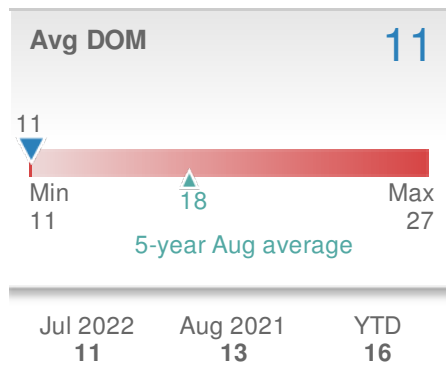 Avg DOM 11
11
Min Max
11 18 27
5-year Aug average
Jul 2022 Aug 2021 YTD
11 13 16